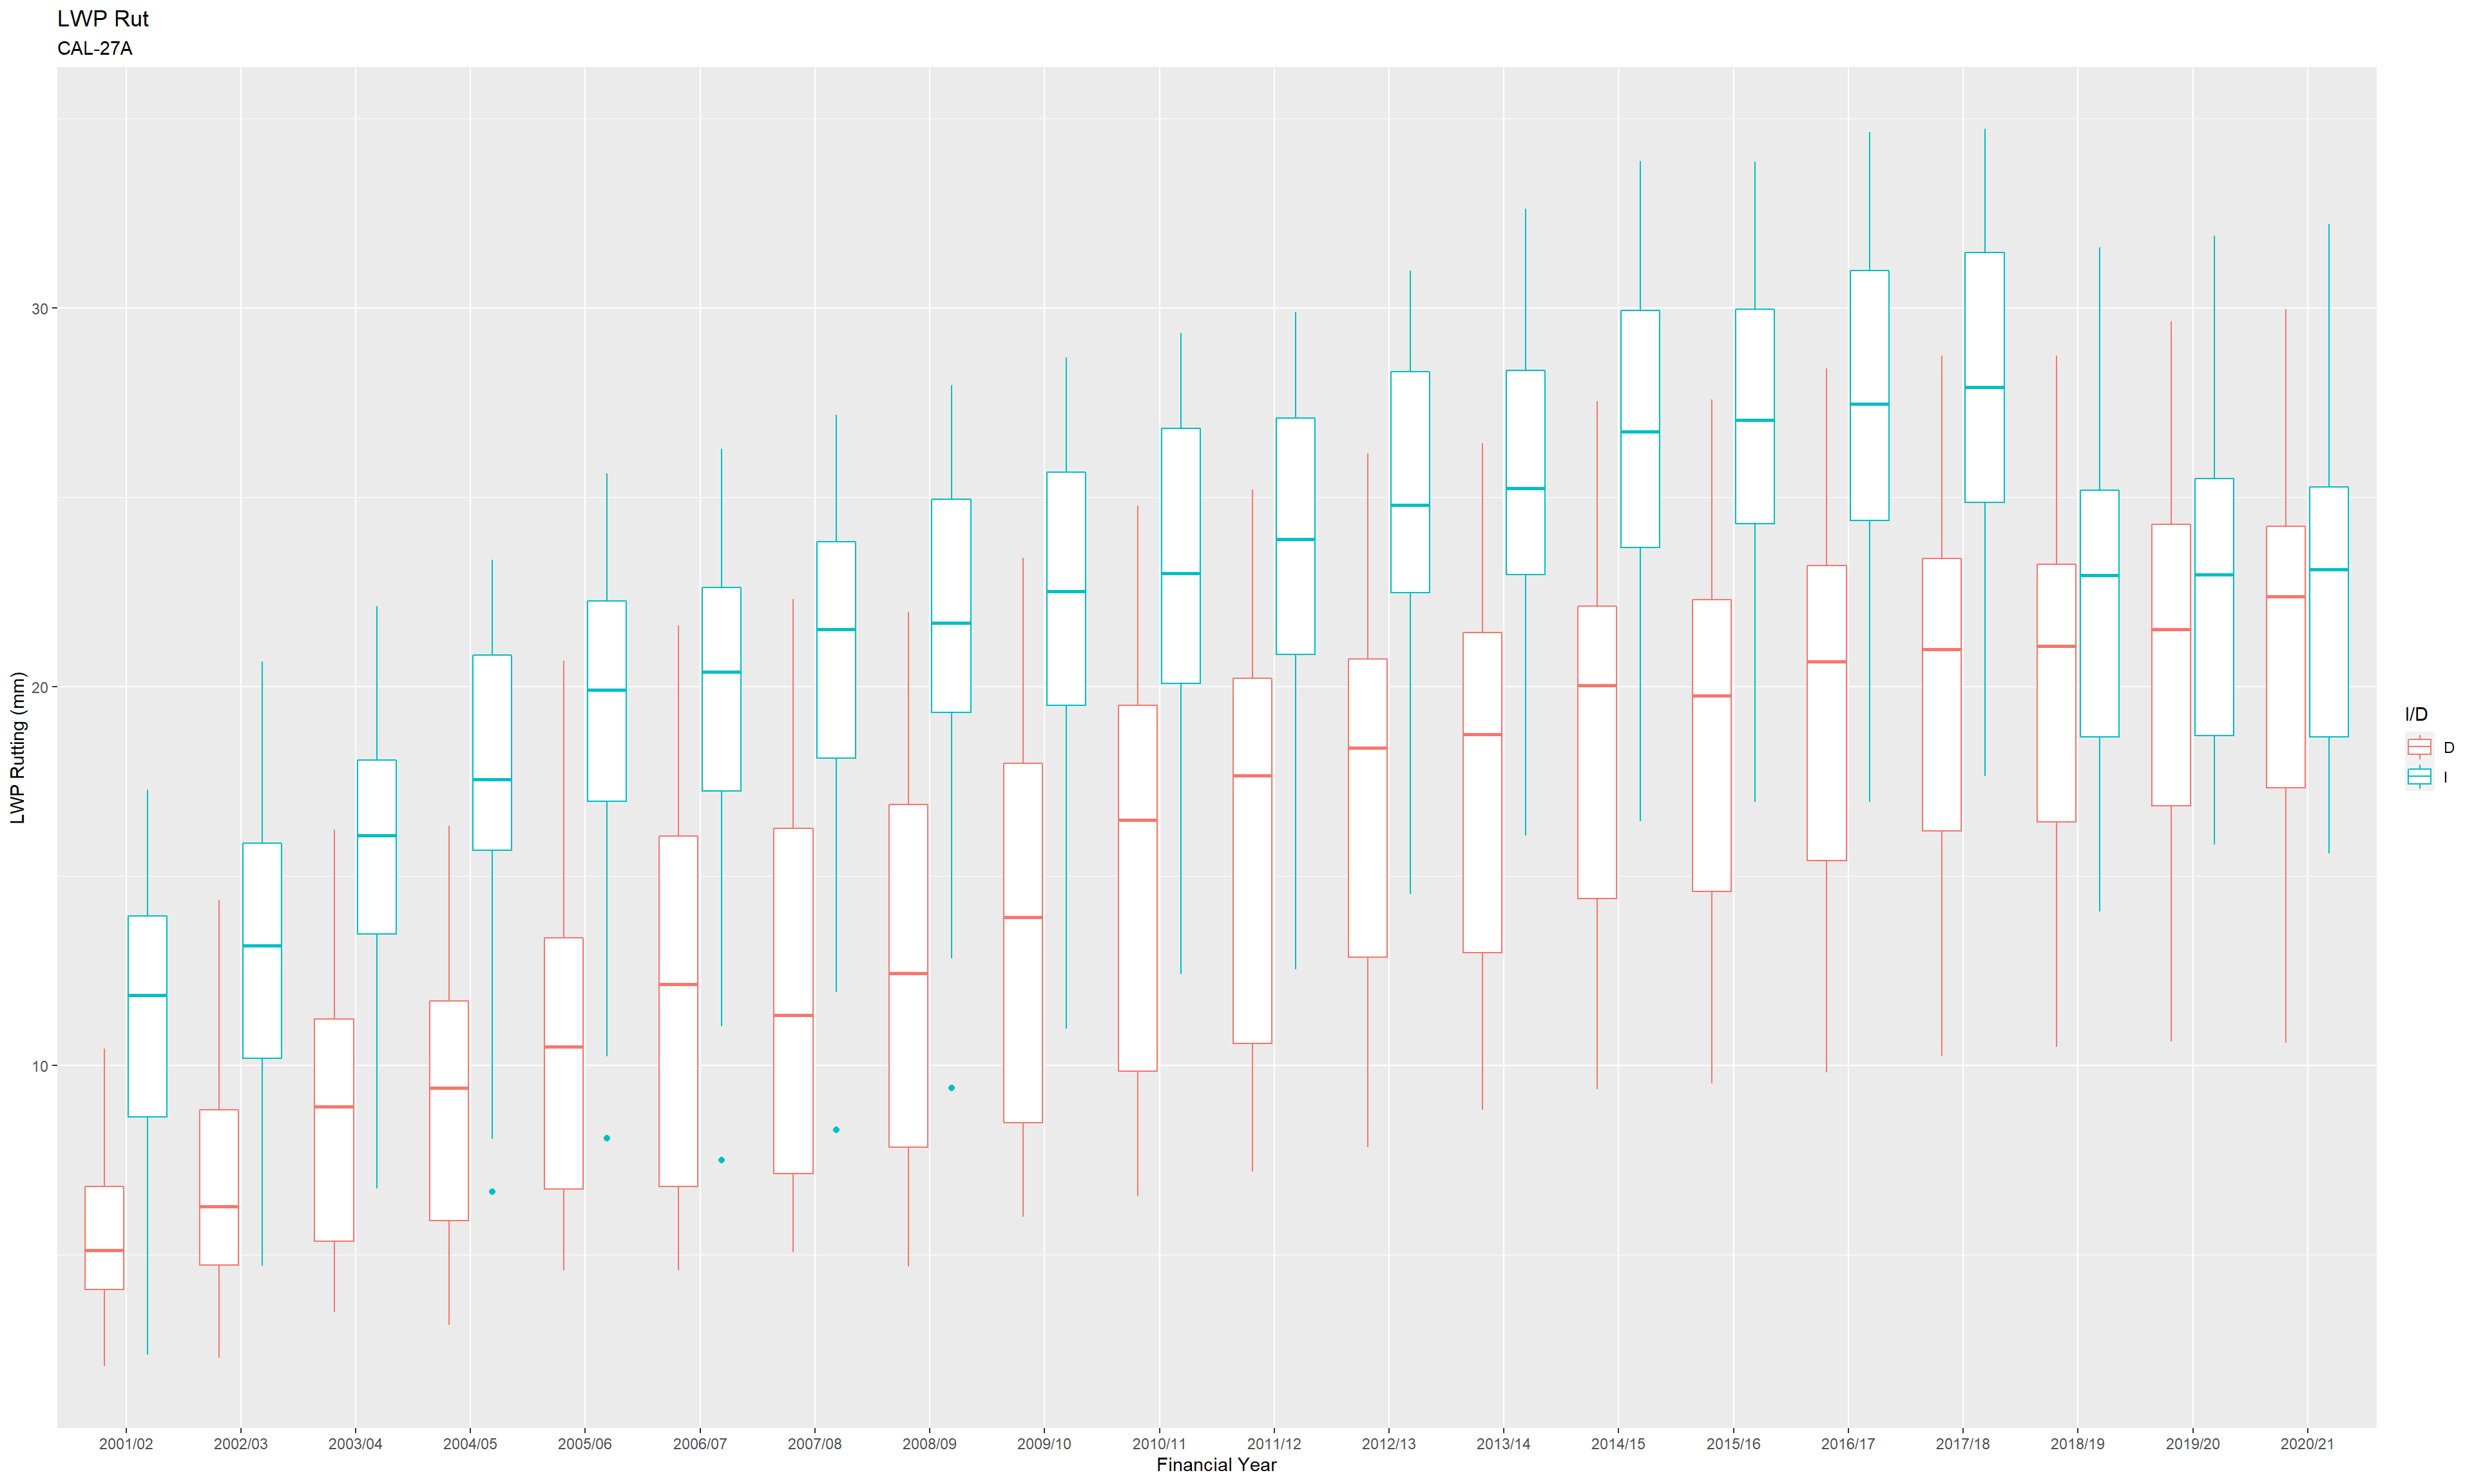 LWP Rut
CAL-27A
30
20
10
LWP Rutting (mm)
2001/02 2002/03 2003/04 2004/05 2005/06 2006/07 2007/08 2008/09 2009/10 2010/11 2011/12 2012/13 2013/14 2014/15 2015/16 2016/17 2017/18 2018/19 2019/20 2020/21
Financial Year
I/D
D
I